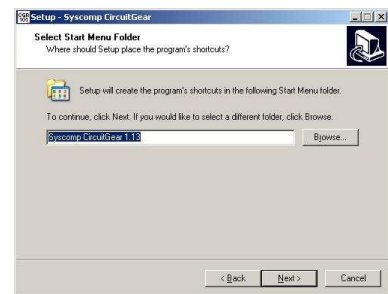 Setup - Syscomp CircuitGear
Select Start Menu Folder
Where should Setup place the program's shortcuts?
Setup will create the program's shortcuts in the following Start Menu folder.
To continue, click Next. If you would like to select a different folder, click Browse.
Syscomp CircuitGear 1.13
Browse...
< Back
Next >
Cancel